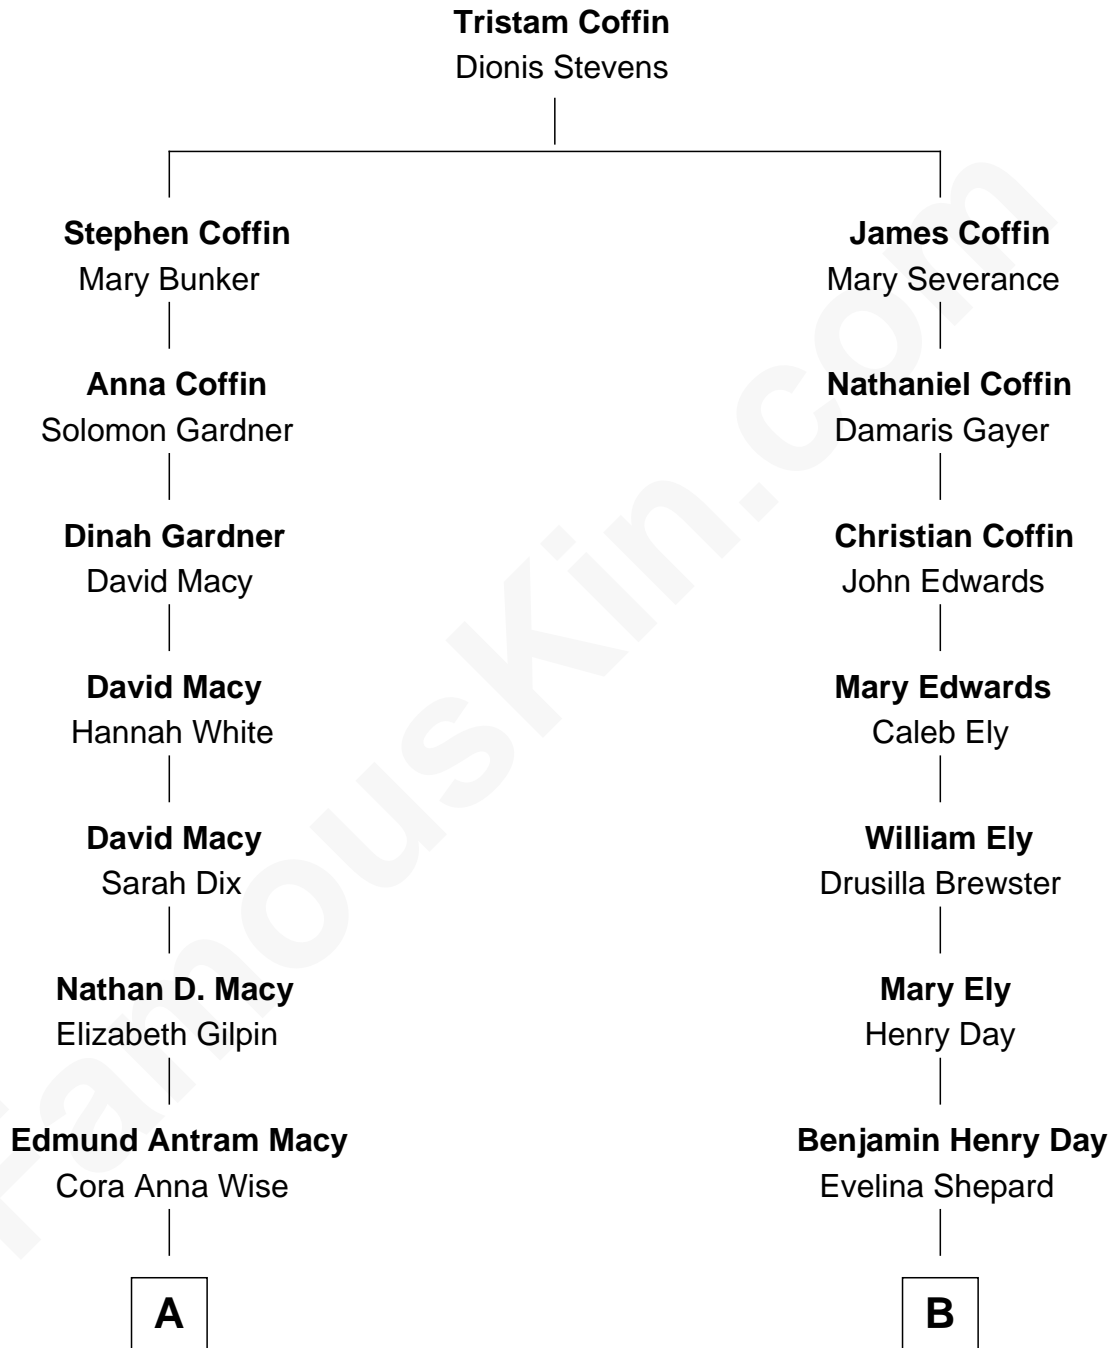 Tristam Coffin
Dionis Stevens
Stephen Coffin
Mary Bunker
James Coffin
Mary Severance
Anna Coffin
Solomon Gardner
Nathaniel Coffin
Damaris Gayer
Dinah Gardner
David Macy
Christian Coffin
John Edwards
David Macy
Hannah White
Mary Edwards
Caleb Ely
David Macy
Sarah Dix
William Ely
Drusilla Brewster
Nathan D. Macy
Elizabeth Gilpin
Mary Ely
Henry Day
Edmund Antram Macy
Cora Anna Wise
Benjamin Henry Day
Evelina Shepard
A
B
FamousKin.com